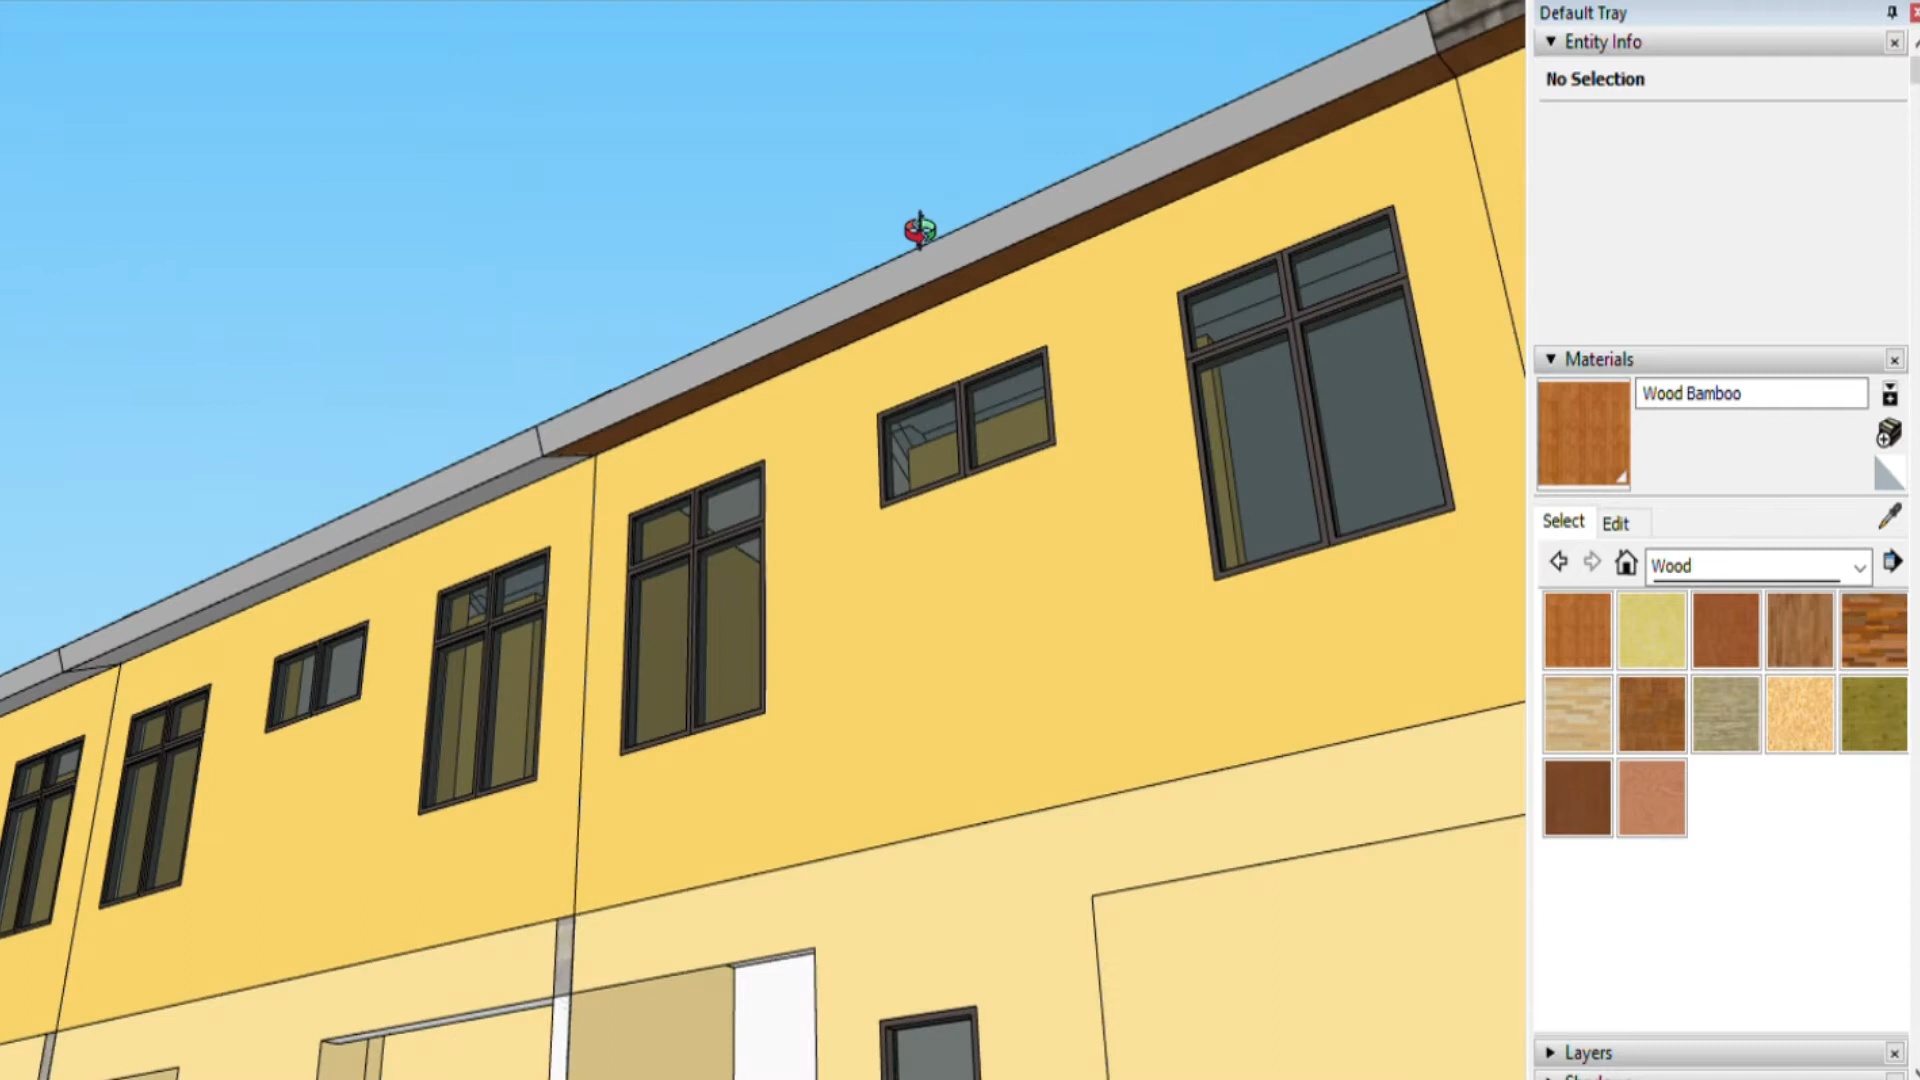 Default Tray
Entity Info
No Selection
Materials
Wood Bamboo
Select
Edit
Wood
Layers